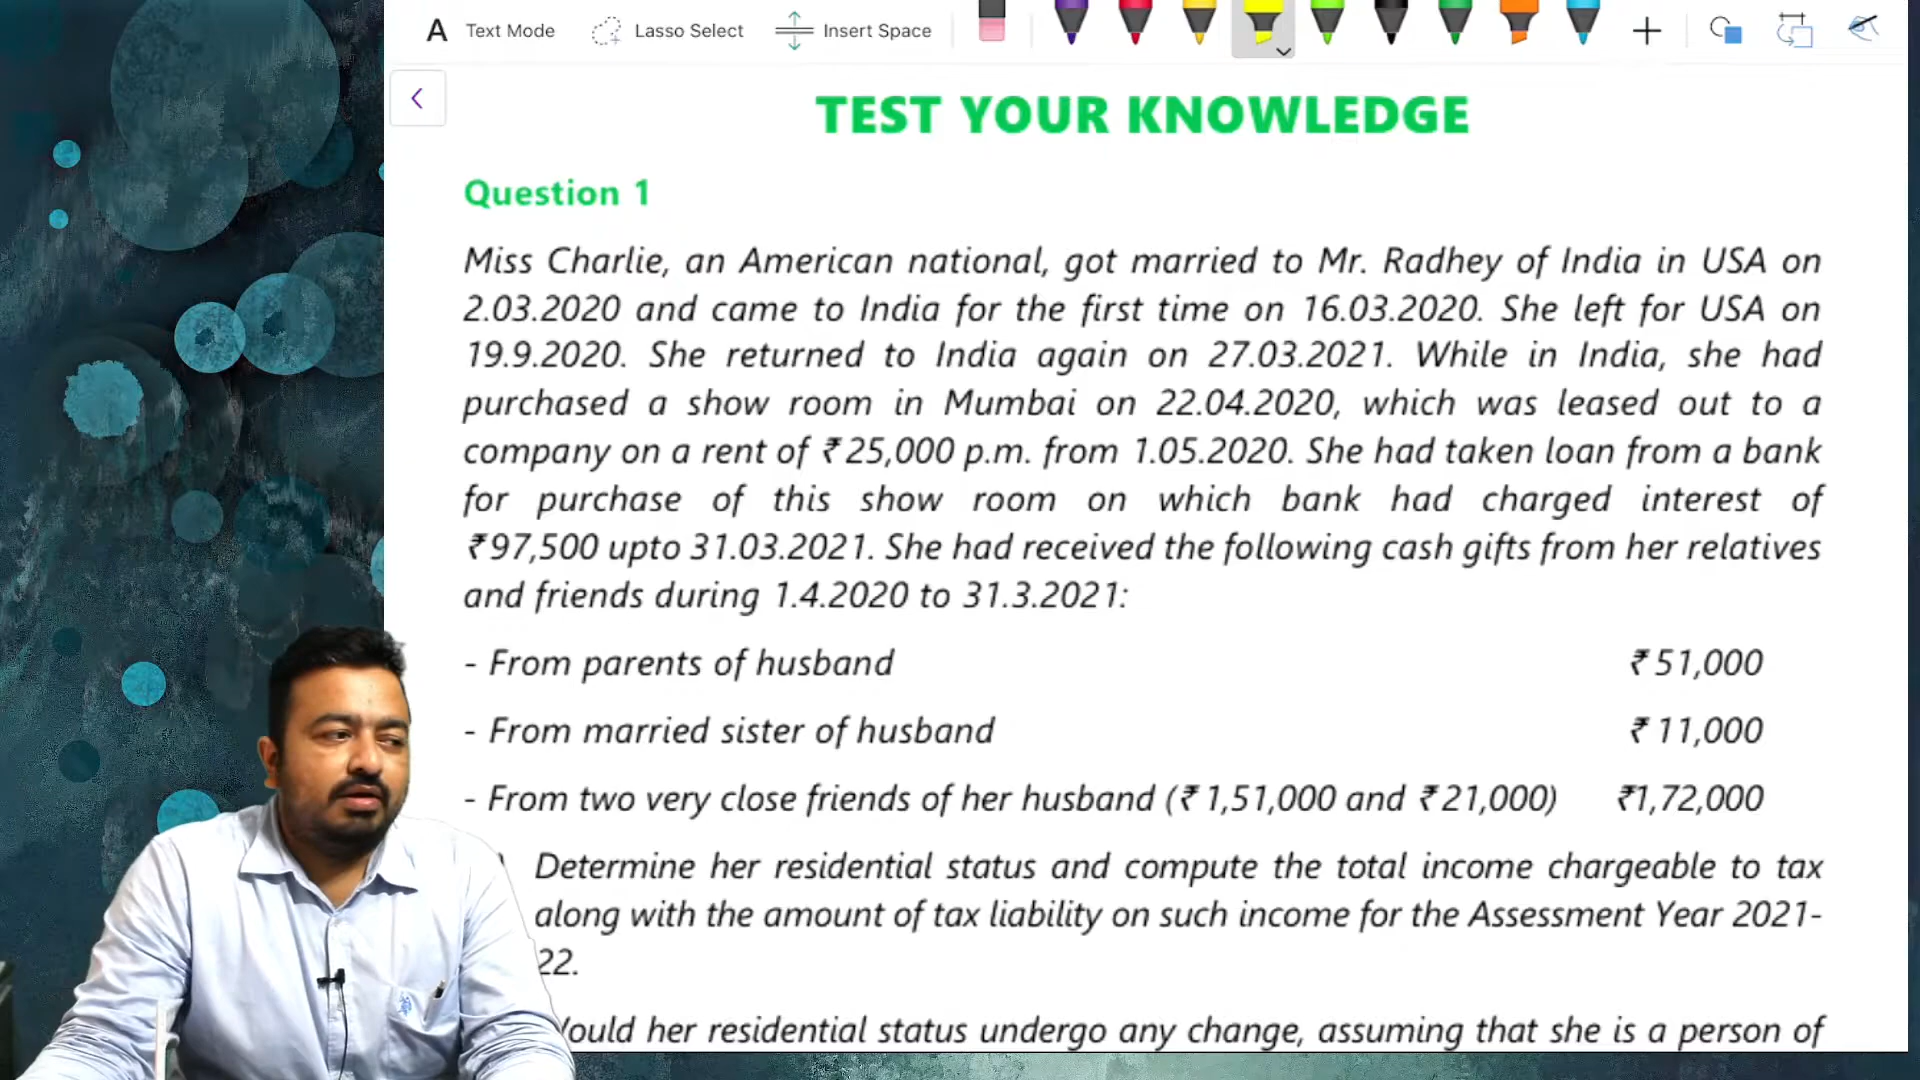 A Text Mode Lasso Select Insert Space
TEST YOUR KNOWLEDGE
Question 1
Miss Charlie, an American national, got married to Mr. Radhey of India in USA on
2.03.2020 and came to India for the first time on 16.03.2020. She left for USA on
19.9.2020. She returned to India again on 27.03.2021. While in India, she had
purchased a show room in Mumbai on 22.04.2020, which was leased out to a
company on a rent of ₹25,000 p.m. from 1.05.2020. She had taken loan from a bank
for purchase of this show room on which bank had charged interest of
₹97,500 upto 31.03.2021. She had received the following cash gifts from her relatives
and friends during 1.4.2020 to 31.3.2021:
- From parents of husband ₹51,000
- From married sister of husband ₹11,000
- From two very close friends of her husband (₹1,51,000 and ₹21,000) ₹1,72,000
Determine her residential status and compute the total income chargeable to tax
along with the amount of tax liability on such income for the Assessment Year 2021-
22.
her residential status undergo any change, assuming that she is a person of